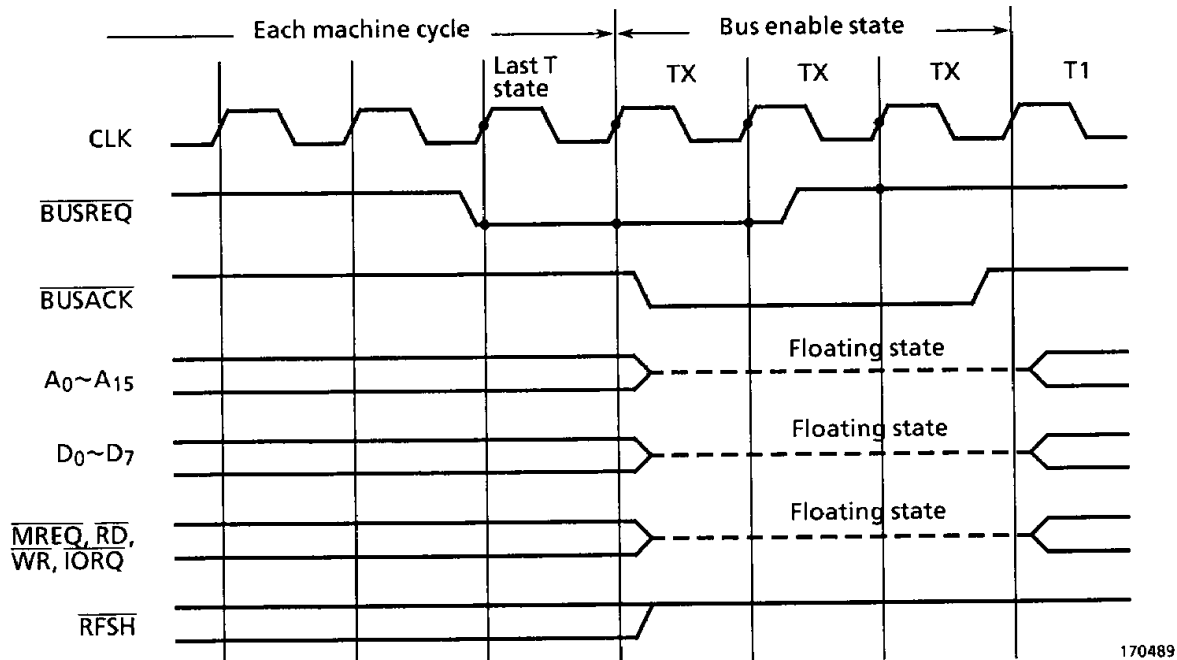 Each machine cycle
Bus enable state
Last T
state
TX
TX
TX
T1
CLK
BUSREQ
BUSACK
Floating state
A0~A15
Floating state
D0~D7
Floating state
MREQ, RD,
WR, IORQ
RFSH
170489